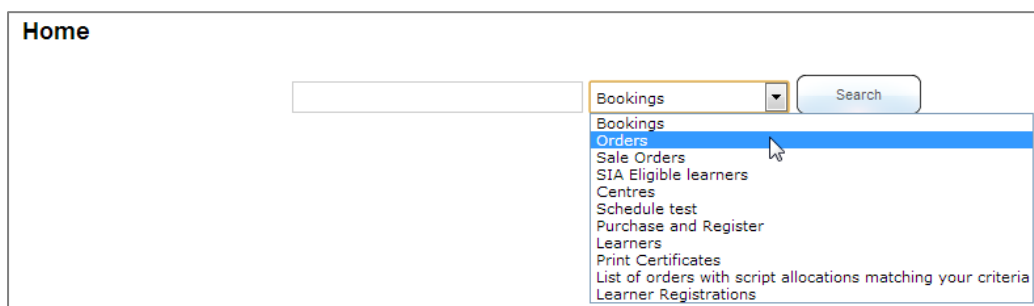 Home
Bookings Search
Bookings
Orders
Sale Orders
SIA Eligible learners
Centres
Schedule test
Purchase and Register
Learners
Print Certificates
List of orders with script allocations matching your criteria
Learner Registrations